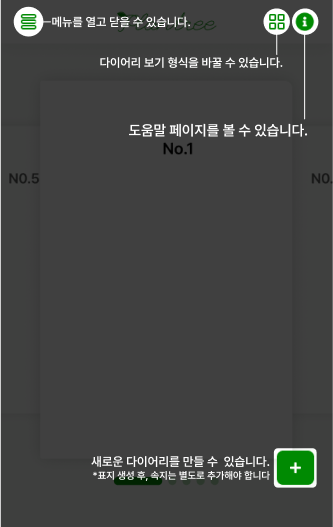 메뉴를 열고 닫을 수 있습니다.
다이어리 보기 형식을 바꿀 수 있습니다.
도움말 페이지를 볼 수 있습니다.
No.1
N0.5
N0.
새로운 다이어리를 만들 수 있습니다.
*표지 생성 후, 속지는 별도로 추가해야 합니다